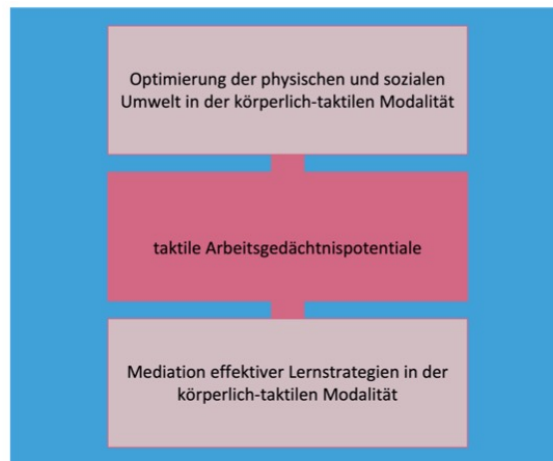 Optimierung der physischen und sozialen
Umwelt in der körperlich-taktilen Modalität
taktile Arbeitsgedächtnispotentiale
Mediation effektiver Lernstrategien in der
körperlich-taktilen Modalität